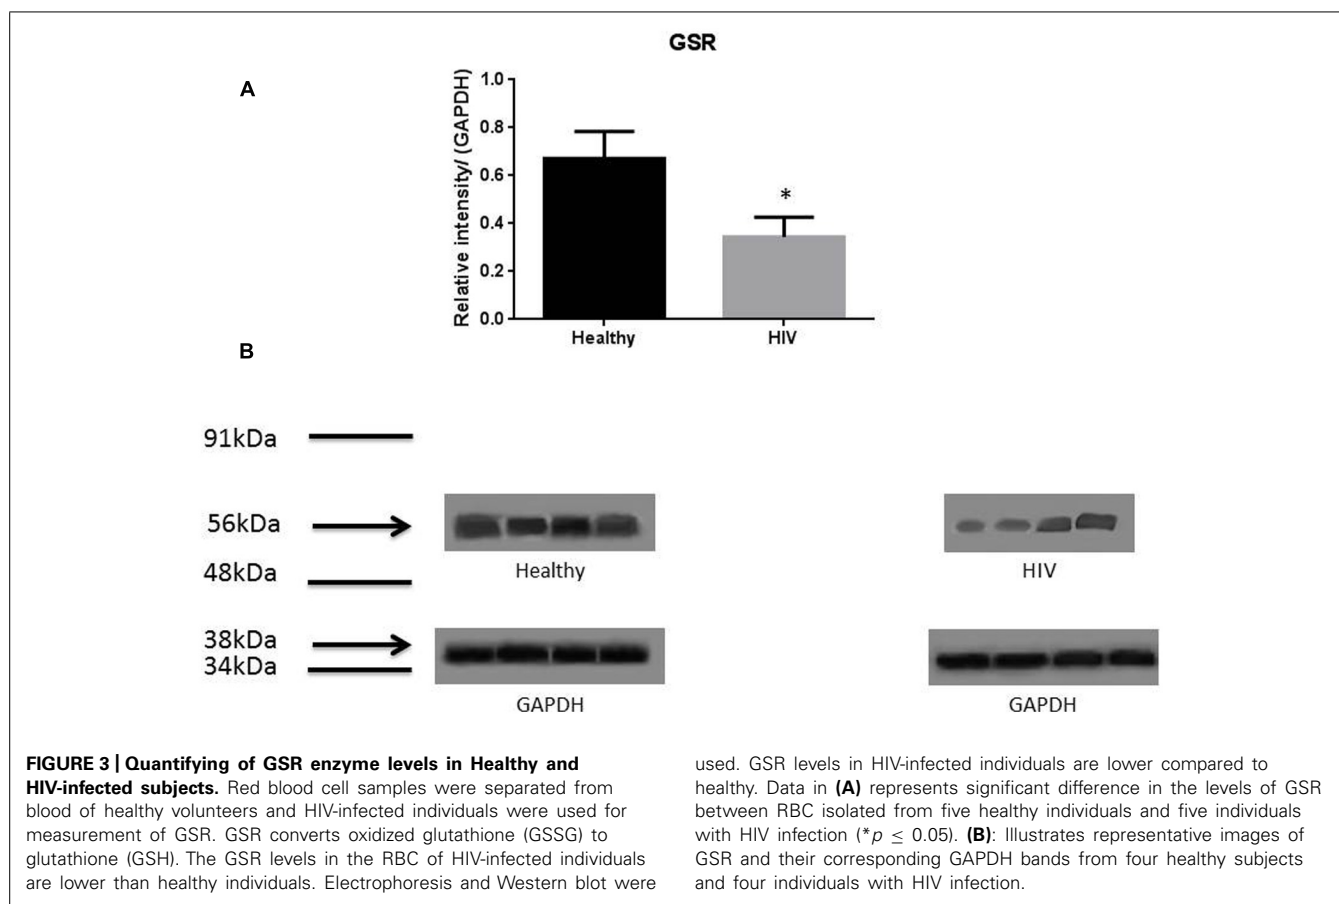 GSR
A
Relative intensity/ (GAPDH)
1.0
0.8
0.6
0.4
0.2
0.0
*
Healthy
HIV
B
91kDa
56kDa
48kDa
38kDa
34kDa
Healthy
HIV
GAPDH
GAPDH
FIGURE 3 | Quantifying of GSR enzyme levels in Healthy and
HIV-infected subjects. Red blood cell samples were separated from
blood of healthy volunteers and HIV-infected individuals were used for
measurement of GSR. GSR converts oxidized glutathione (GSSG) to
glutathione (GSH). The GSR levels in the RBC of HIV-infected individuals
are lower than healthy individuals. Electrophoresis and Western blot were
used. GSR levels in HIV-infected individuals are lower compared to
healthy. Data in (A) represents significant difference in the levels of GSR
between RBC isolated from five healthy individuals and five individuals
with HIV infection (*p ≤ 0.05). (B): Illustrates representative images of
GSR and their corresponding GAPDH bands from four healthy subjects
and four individuals with HIV infection.